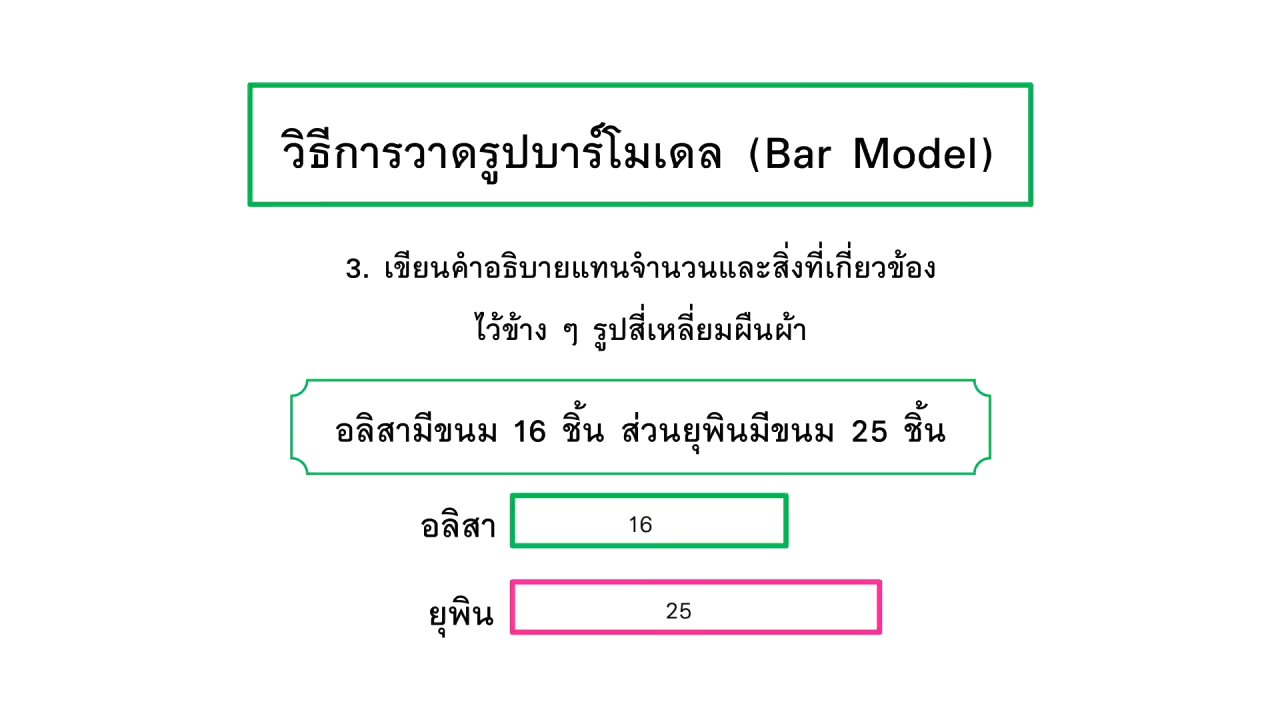 วิธีการวาดรูปบาร์โมเดล (Bar Model)
3. เขียนคำอธิบายแทนจำนวนและสิ่งที่เกี่ยวข้อง
ไว้ข้าง ๆ รูปสี่เหลี่ยมผืนผ้า
อลิสามีขนม 16 ชิ้น ส่วนยุพินมีขนม 25 ชิ้น
อลิสา 16
ยุพิน 25